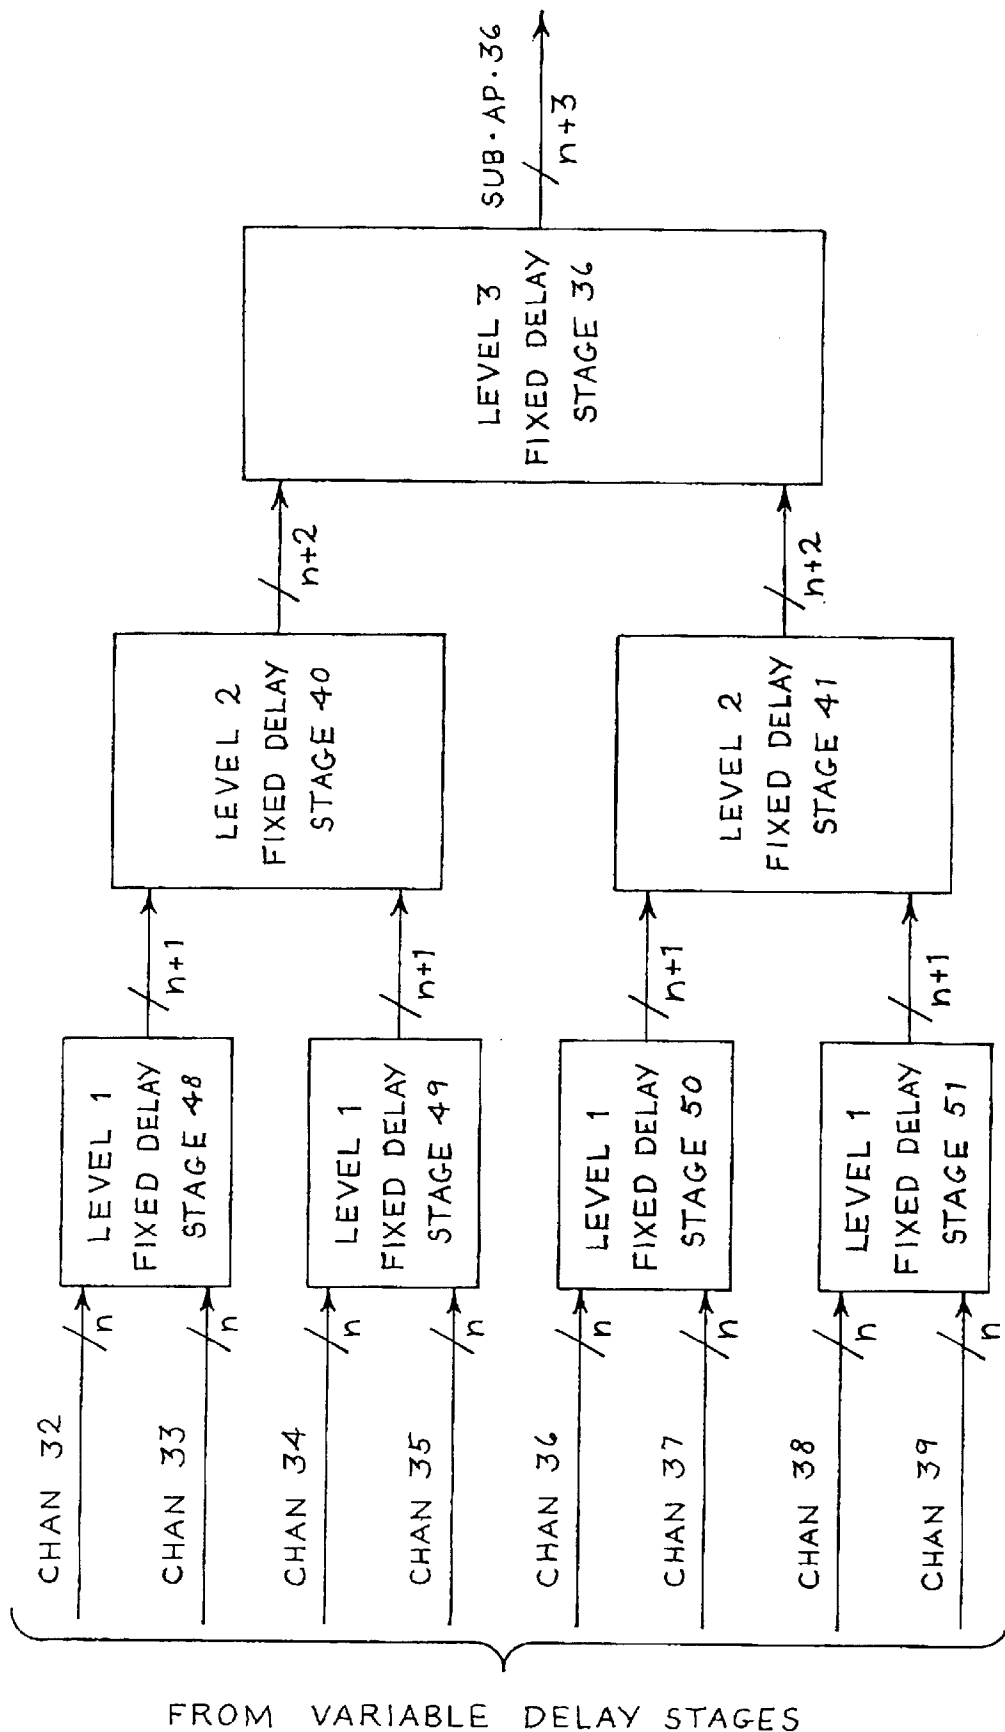 FROM VARIABLE DELAY STAGES
CHAN 32
n
CHAN 33
n
CHAN 34
n
CHAN 35
n
CHAN 36
n
CHAN 37
n
CHAN 38
n
CHAN 39
n
LEVEL 1
FIXED DELAY
STAGE 48
n+1
LEVEL 1
FIXED DELAY
STAGE 49
n+1
LEVEL 1
FIXED DELAY
STAGE 50
n+1
LEVEL 1
FIXED DELAY
STAGE 51
n+1
LEVEL 2
FIXED DELAY
STAGE 40
n+2
LEVEL 2
FIXED DELAY
STAGE 41
n+2
LEVEL 3
FIXED DELAY
STAGE 36
SUB·AP·36
n+3